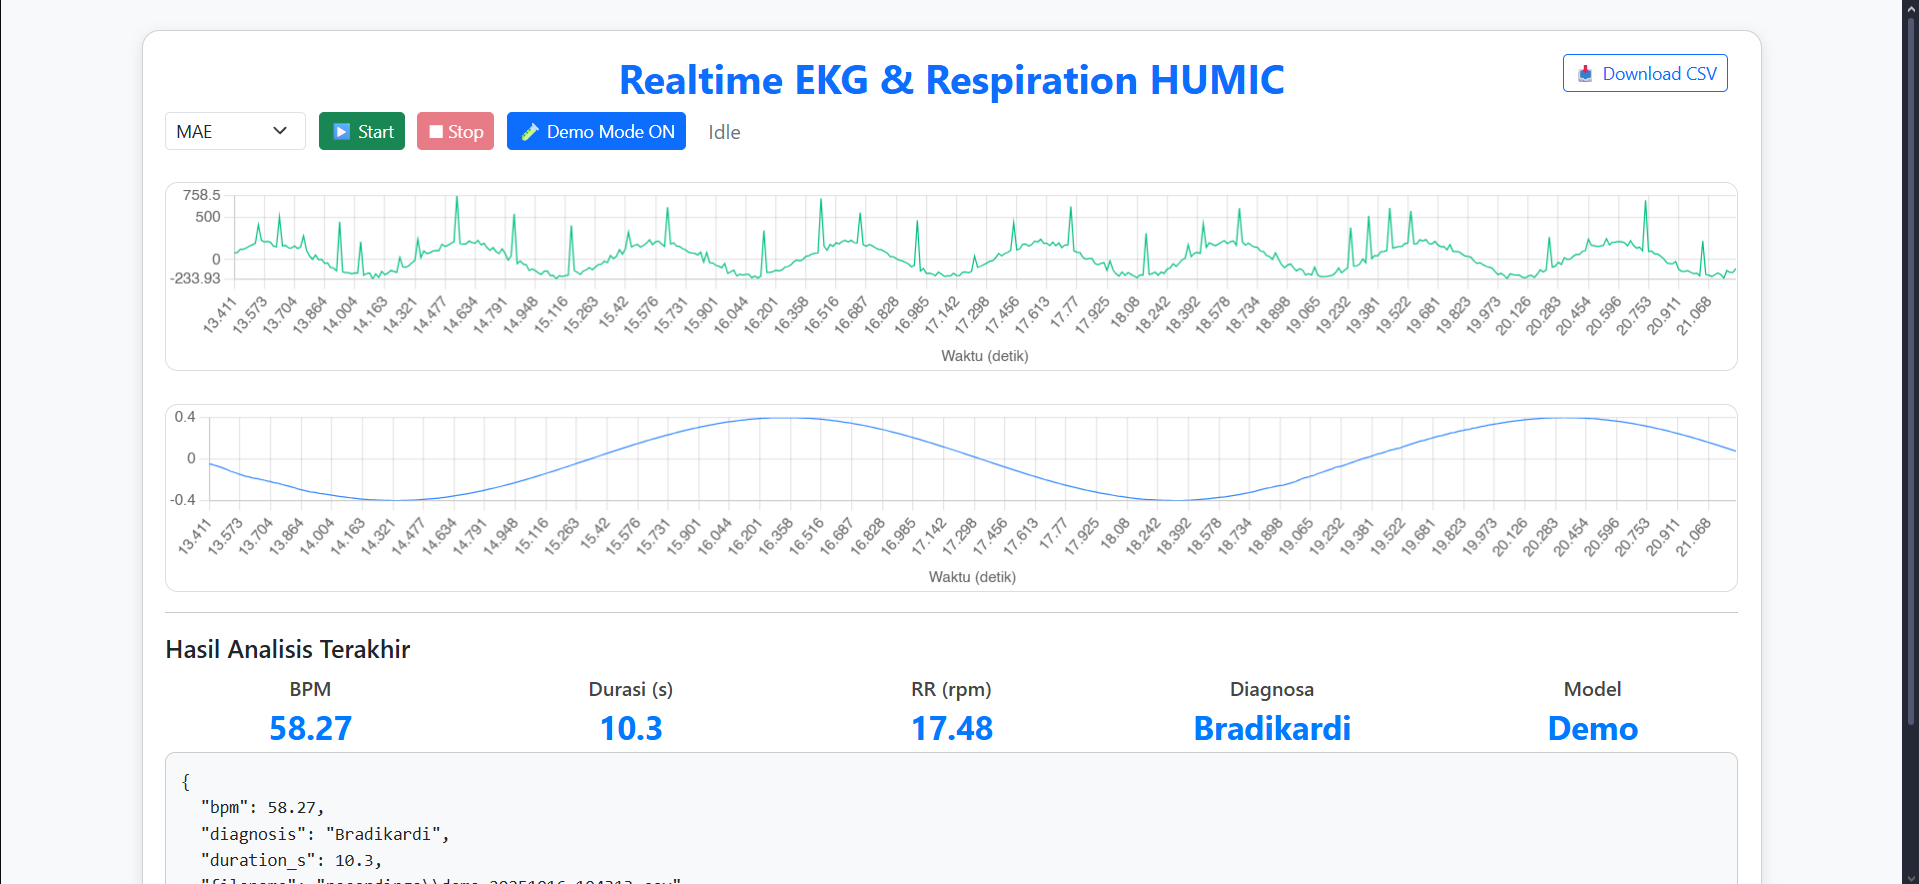 Realtime EKG & Respiration HUMIC
Download CSV
MAE
Start
Stop
Demo Mode ON
Idle
758.5
500
0
-233.93
13.411 13.573 13.704 13.864 14.004 14.163 14.321 14.477 14.634 14.791 14.948 15.116 15.263 15.42 15.576 15.731 15.901 16.044 16.201 16.358 16.516 16.687 16.828 16.985 17.142 17.298 17.456 17.613 17.77 17.925 18.08 18.242 18.392 18.578 18.734 18.898 19.065 19.232 19.381 19.522 19.681 19.823 19.973 20.126 20.283 20.454 20.596 20.753 20.911 21.068
Waktu (detik)
0.4
0
-0.4
13.411 13.573 13.704 13.864 14.004 14.163 14.321 14.477 14.634 14.791 14.948 15.116 15.263 15.42 15.576 15.731 15.901 16.044 16.201 16.358 16.516 16.687 16.828 16.985 17.142 17.298 17.456 17.613 17.77 17.925 18.08 18.242 18.392 18.578 18.734 18.898 19.065 19.232 19.381 19.522 19.681 19.823 19.973 20.126 20.283 20.454 20.596 20.753 20.911 21.068
Waktu (detik)
Hasil Analisis Terakhir
BPM
58.27
Durasi (s)
10.3
RR (rpm)
17.48
Diagnosa
Bradikardi
Model
Demo
{
"bpm": 58.27,
"diagnosis": "Bradikardi",
"duration_s": 10.3,